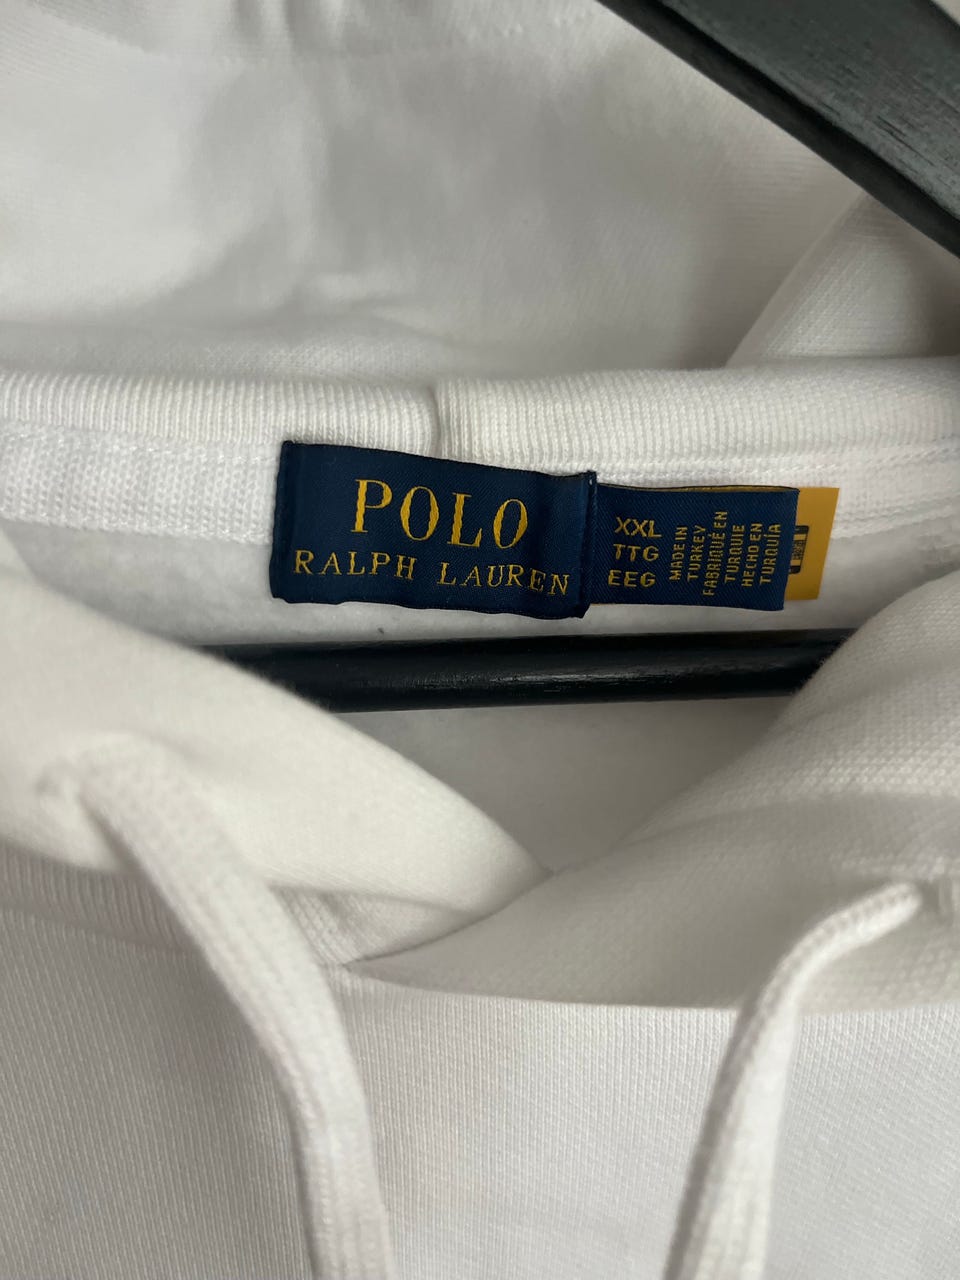 POLO
RALPH LAUREN
XXL
TTG
EEG
MADE IN
TURKEY
FABRIQUÉ EN
TURQUIE
HECHO EN
TURQUÍA